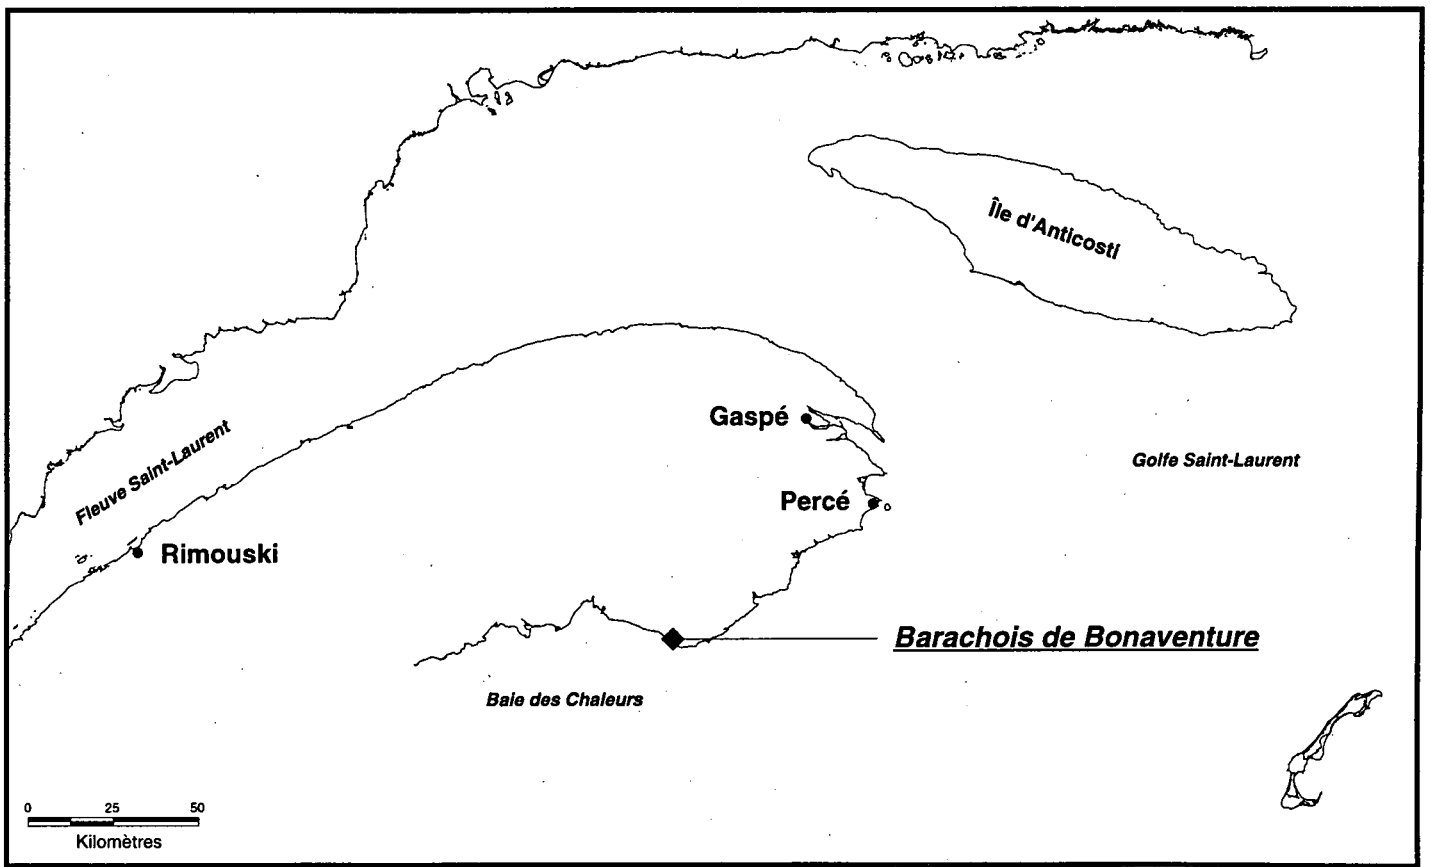 Île d'Anticosti
Gaspé
Fleuve Saint-Laurent
Golfe Saint-Laurent
Percé
Rimouski
Barachois de Bonaventure
Baie des Chaleurs
0 25 50
Kilomètres